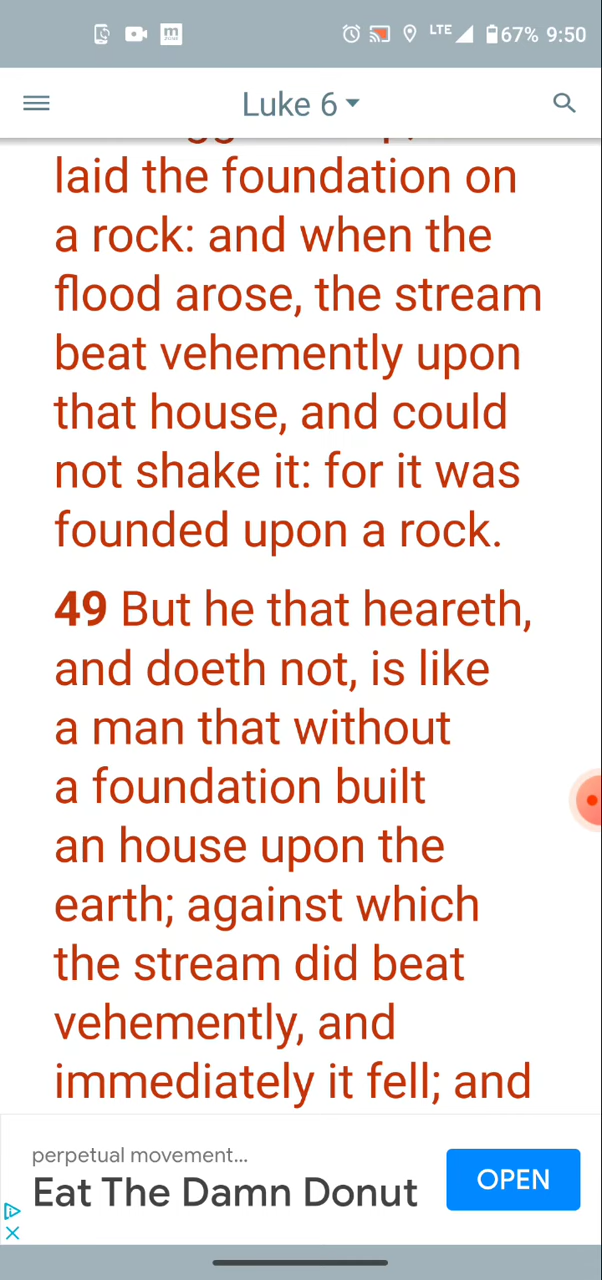 LTE 67% 9:50
Luke 6
laid the foundation on
a rock: and when the
flood arose, the stream
beat vehemently upon
that house, and could
not shake it: for it was
founded upon a rock.
49 But he that heareth,
and doeth not, is like
a man that without
a foundation built
an house upon the
earth; against which
the stream did beat
vehemently, and
immediately it fell; and
perpetual movement...
Eat The Damn Donut
OPEN